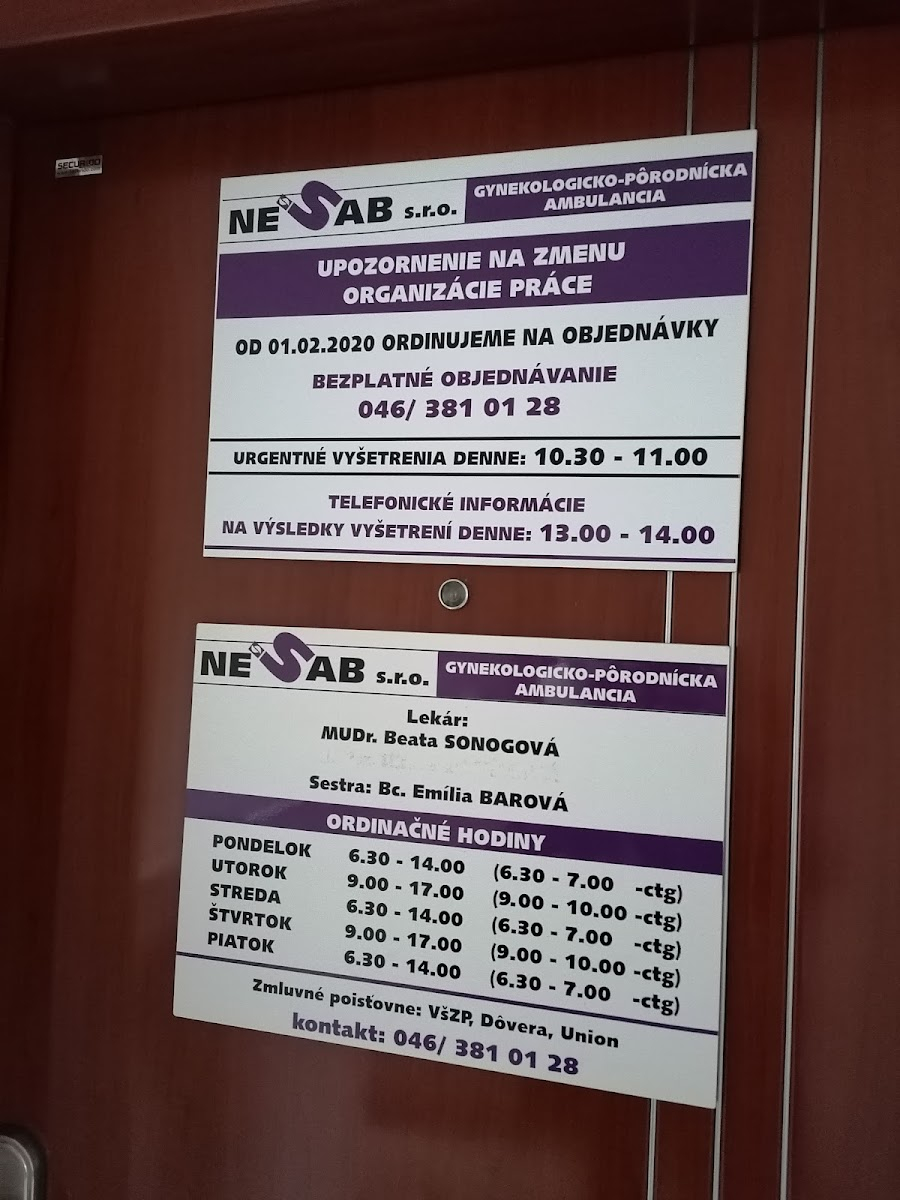 SECURIDO
NESAB s.r.o.
GYNEKOLOGICKO-PÔRODNÍCKA
AMBULANCIA
UPOZORNENIE NA ZMENU
ORGANIZÁCIE PRÁCE
OD 01.02.2020 ORDINUJEME NA OBJEDNÁVKY
BEZPLATNÉ OBJEDNÁVANIE
046/ 381 01 28
URGENTNÉ VYŠETRENIA DENNE: 10.30 - 11.00
TELEFONICKÉ INFORMÁCIE
NA VÝSLEDKY VYŠETRENÍ DENNE: 13.00 - 14.00
NESAB s.r.o.
GYNEKOLOGICKO-PÔRODNÍCKA
AMBULANCIA
Lekár:
MUDr. Beata SONOGOVÁ
Sestra: Bc. Emília BAROVÁ
ORDINAČNÉ HODINY
PONDELOK 6.30 - 14.00 (6.30 - 7.00 -ctg)
UTOROK 9.00 - 17.00 (9.00 - 10.00 -ctg)
STREDA 6.30 - 14.00 (6.30 - 7.00 -ctg)
ŠTVRTOK 9.00 - 17.00 (9.00 - 10.00 -ctg)
PIATOK 6.30 - 14.00 (6.30 - 7.00 -ctg)
Zmluvné poisťovne: VšZP, Dôvera, Union
kontakt: 046/ 381 01 28